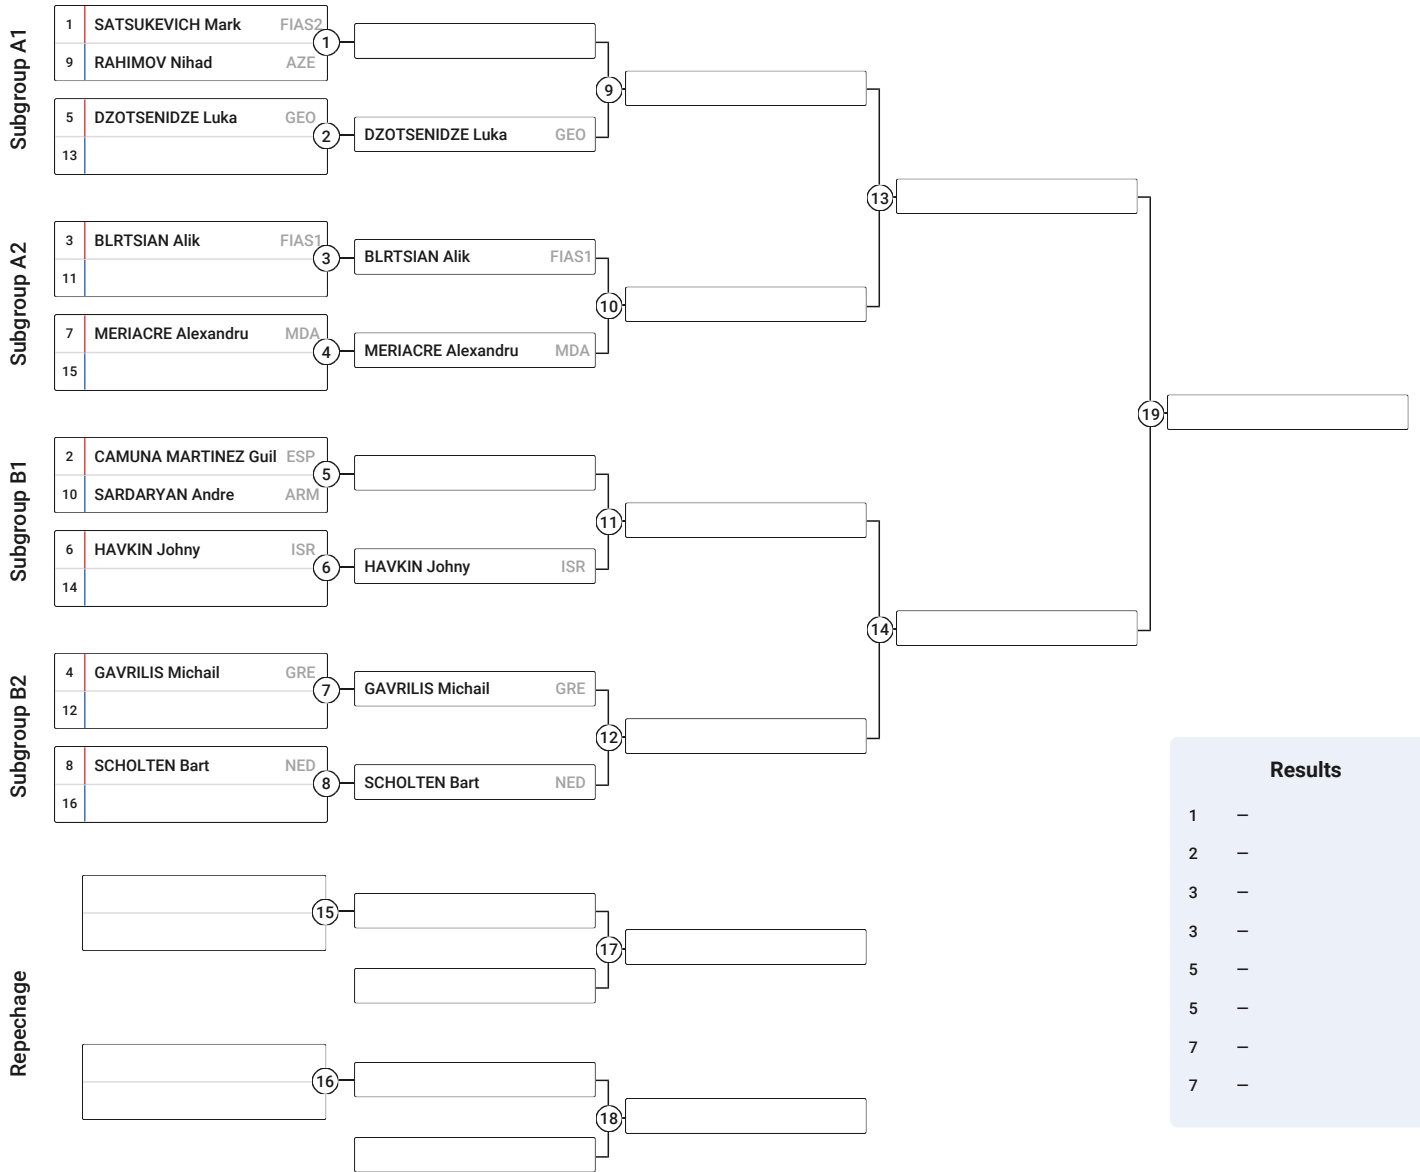 Subgroup A1
1 SATSUKEVICH Mark FIAS2
9 RAHIMOV Nihad AZE
1
5 DZOTSENIDZE Luka GEO
13
2
DZOTSENIDZE Luka GEO
9
Subgroup A2
3 BLRTSIAN Alik FIAS1
11
3
BLRTSIAN Alik FIAS1
7 MERIACRE Alexandru MDA
15
4
MERIACRE Alexandru MDA
10
13
Subgroup B1
2 CAMUNA MARTINEZ Guil ESP
10 SARDARYAN Andre ARM
5
6 HAVKIN Johny ISR
14
6
HAVKIN Johny ISR
11
Subgroup B2
4 GAVRILIS Michail GRE
12
7
GAVRILIS Michail GRE
8 SCHOLTEN Bart NED
16
8
SCHOLTEN Bart NED
12
14
19
Repechage
15
17
16
18
Results
1 –
2 –
3 –
3 –
5 –
5 –
7 –
7 –